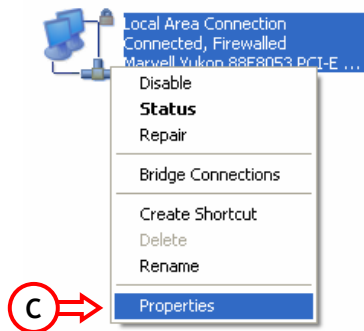 Local Area Connection
Connected, Firewalled
Marvell Yukon 88E8053 PCI-E ...
Disable
Status
Repair
Bridge Connections
Create Shortcut
Delete
Rename
C
Properties